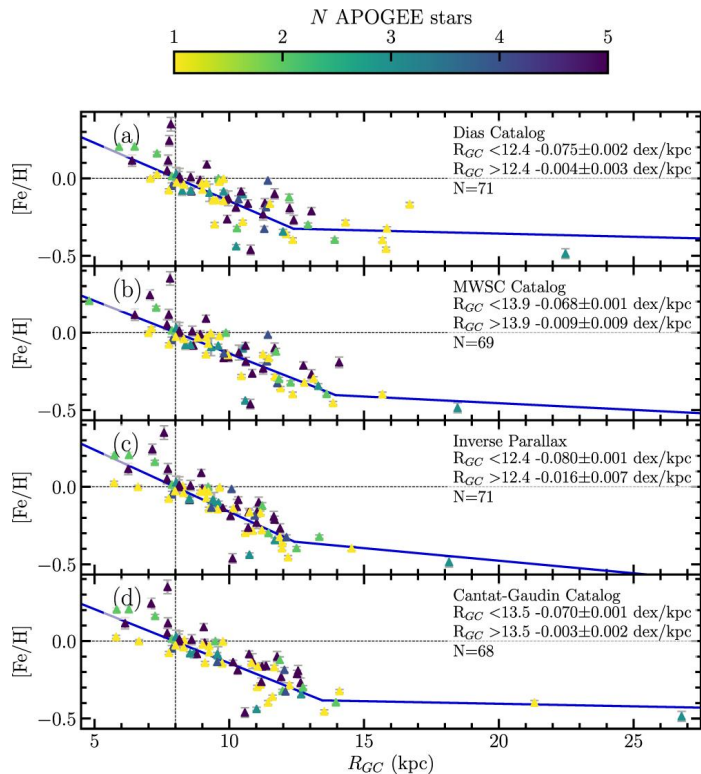 N APOGEE stars
1 2 3 4 5
(a)
Dias Catalog
R_GC <12.4 -0.075±0.002 dex/kpc
R_GC >12.4 -0.004±0.003 dex/kpc
N=71
[Fe/H]
0.0
−0.5
(b)
MWSC Catalog
R_GC <13.9 -0.068±0.001 dex/kpc
R_GC >13.9 -0.009±0.009 dex/kpc
N=69
[Fe/H]
0.0
−0.5
(c)
Inverse Parallax
R_GC <12.4 -0.080±0.001 dex/kpc
R_GC >12.4 -0.016±0.007 dex/kpc
N=71
[Fe/H]
0.0
−0.5
(d)
Cantat-Gaudin Catalog
R_GC <13.5 -0.070±0.001 dex/kpc
R_GC >13.5 -0.003±0.002 dex/kpc
N=68
[Fe/H]
0.0
−0.5
5 10 15 20 25
R_GC (kpc)